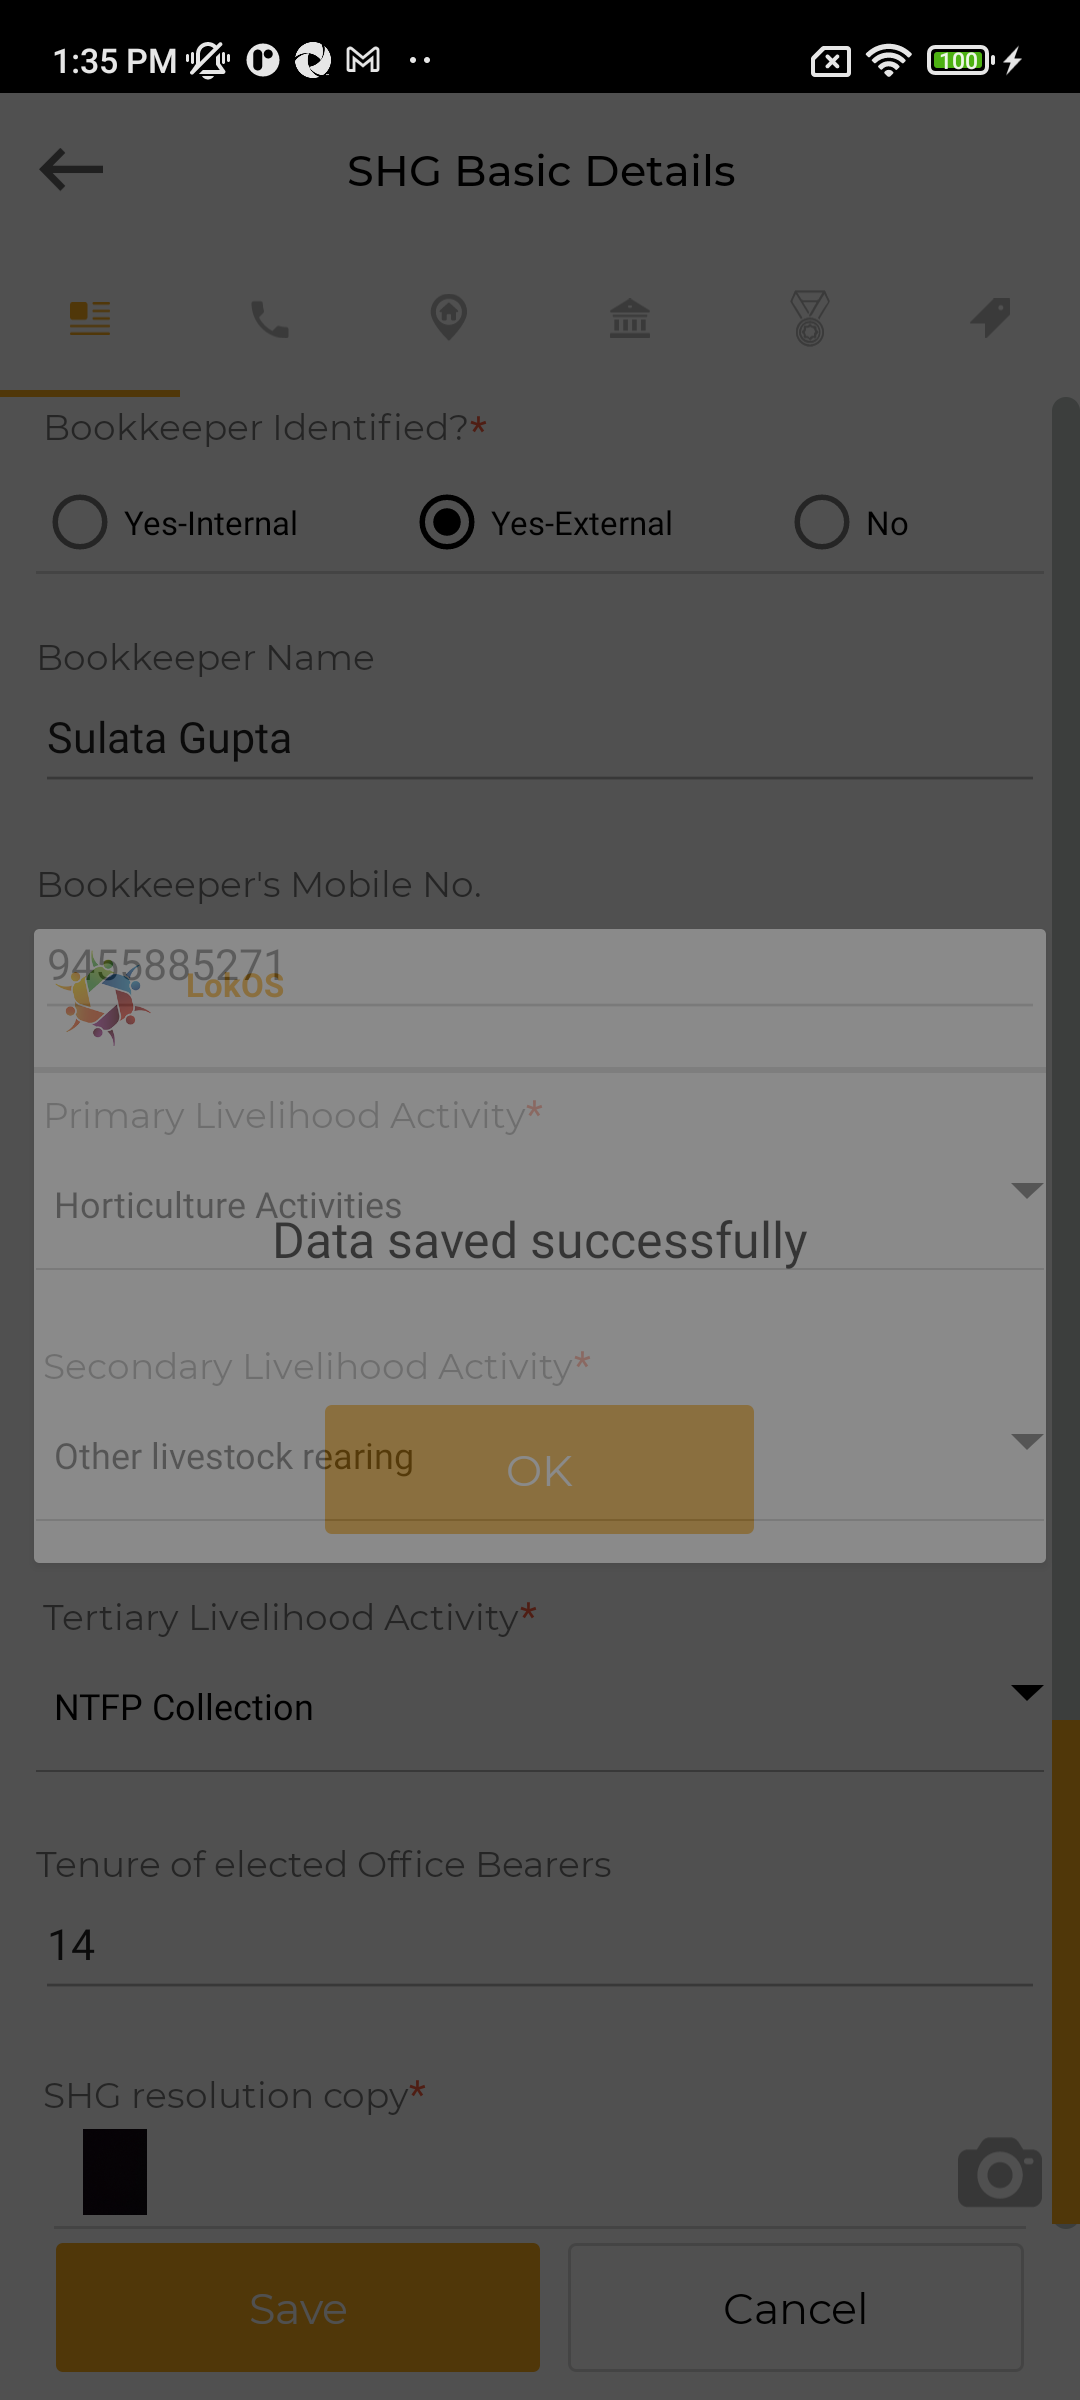 1:35 PM
100
SHG Basic Details
Bookkeeper Identified?*
Yes-Internal
Yes-External
No
Bookkeeper Name
Sulata Gupta
Bookkeeper's Mobile No.
9455885271
LokOS
Primary Livelihood Activity*
Horticulture Activities
Data saved successfully
Secondary Livelihood Activity*
Other livestock rearing
OK
Tertiary Livelihood Activity*
NTFP Collection
Tenure of elected Office Bearers
14
SHG resolution copy*
Save
Cancel